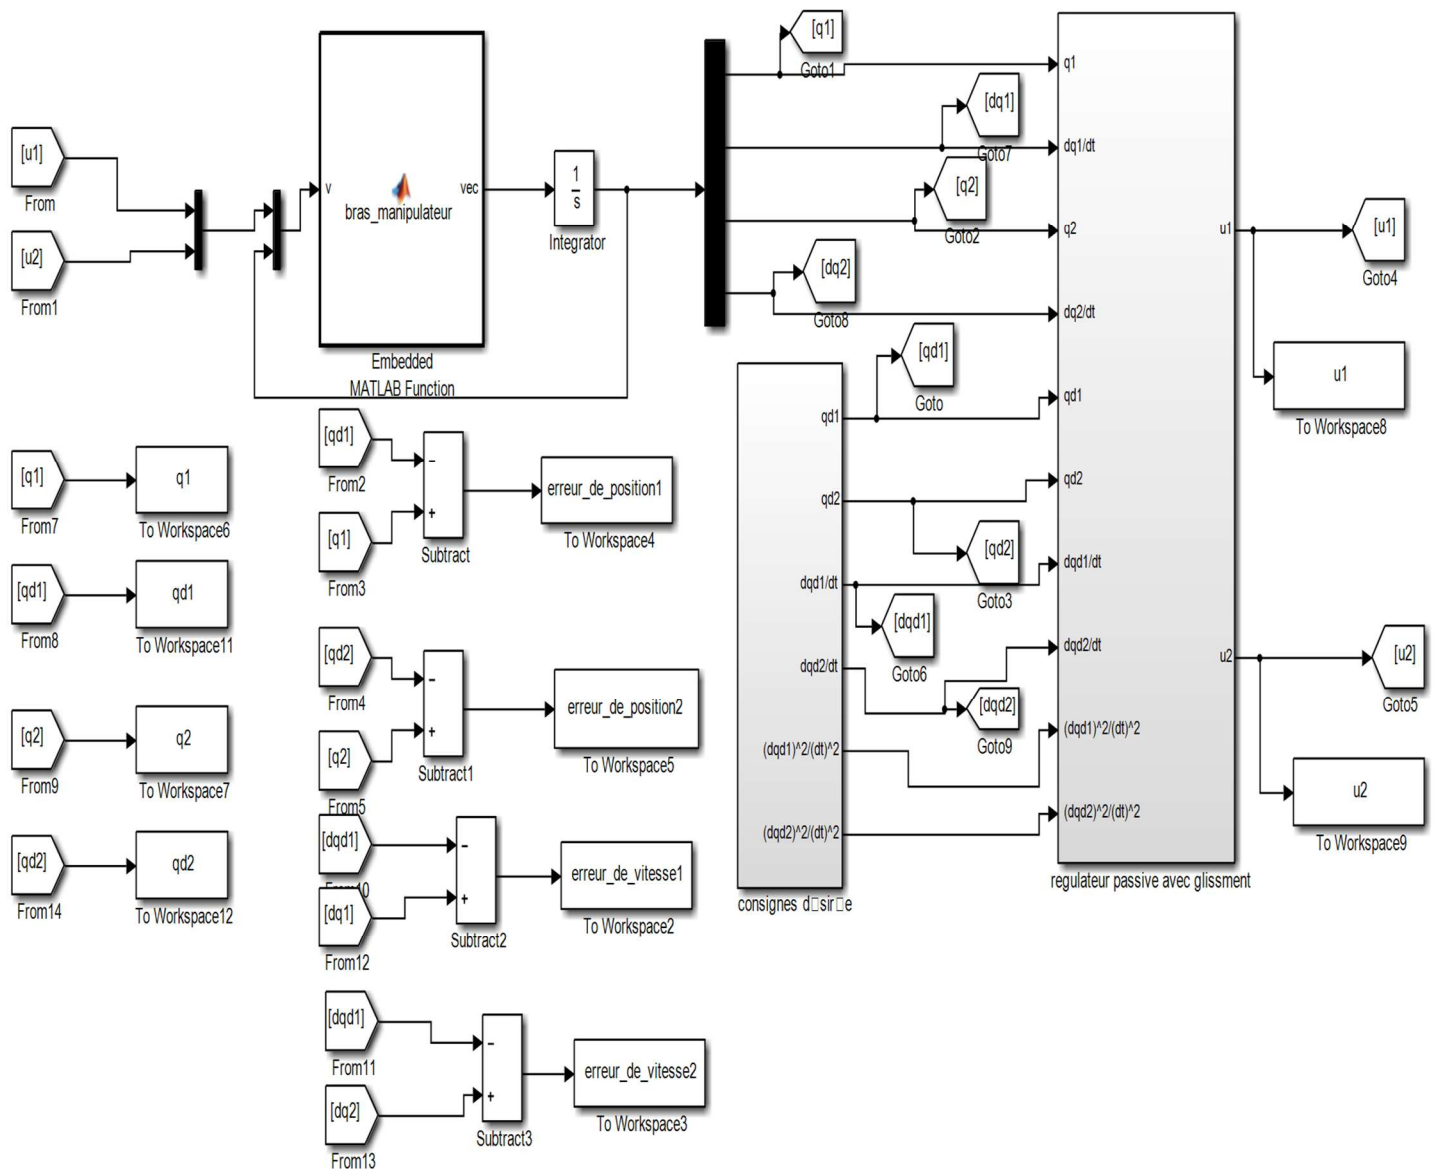 [u1]
From
[u2]
From1
v
bras_manipulateur
vec
Embedded
MATLAB Function
1
s
Integrator
[q1]
Goto1
[dq1]
Goto7
[q2]
Goto2
[dq2]
Goto8
q1
dq1/dt
q2
dq2/dt
qd1
qd2
dqd1/dt
dqd2/dt
(dqd1)^2/(dt)^2
(dqd2)^2/(dt)^2
u1
u2
regulateur passive avec glissment
[u1]
Goto4
u1
To Workspace8
[u2]
Goto5
u2
To Workspace9
qd1
qd2
dqd1/dt
dqd2/dt
(dqd1)^2/(dt)^2
(dqd2)^2/(dt)^2
consignes d□sir□e
[qd1]
Goto
[qd2]
Goto3
[dqd1]
Goto6
[dqd2]
Goto9
[q1]
From7
q1
To Workspace6
[qd1]
From8
qd1
To Workspace11
[q2]
From9
q2
To Workspace7
[qd2]
From14
qd2
To Workspace12
[qd1]
From2
[q1]
From3
−
+
Subtract
erreur_de_position1
To Workspace4
[qd2]
From4
[q2]
From5
−
+
Subtract1
erreur_de_position2
To Workspace5
[dqd1]
From10
[dq1]
From12
−
+
Subtract2
erreur_de_vitesse1
To Workspace2
[dqd1]
From11
[dq2]
From13
−
+
Subtract3
erreur_de_vitesse2
To Workspace3